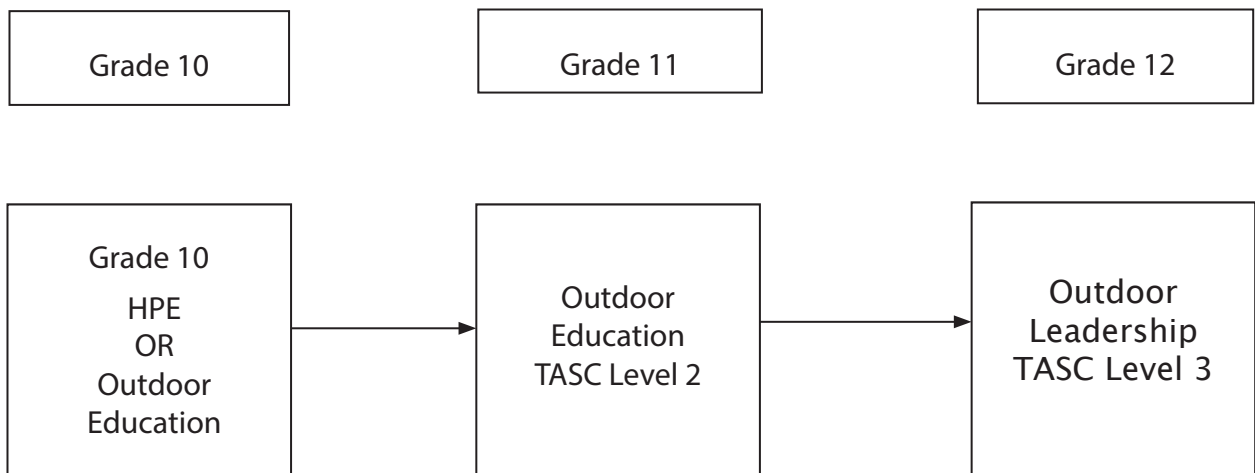 Grade 10
Grade 11
Grade 12
Grade 10
HPE
OR
Outdoor
Education
Outdoor
Education
TASC Level 2
Outdoor
Leadership
TASC Level 3